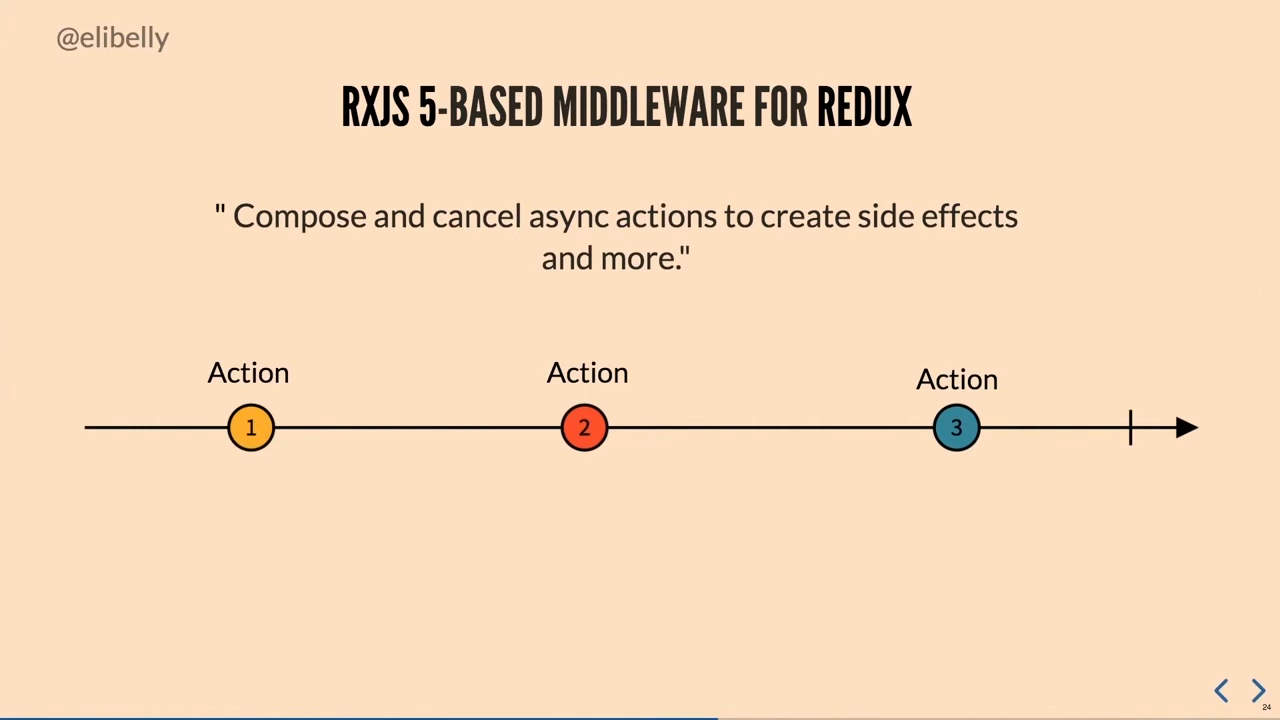 @elibelly
RXJS 5-BASED MIDDLEWARE FOR REDUX
" Compose and cancel async actions to create side effects
and more."
Action
Action
Action
1
2
3
24